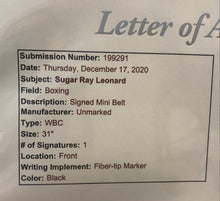 Letter of A
Submission Number: 199291
Date: Thursday, December 17, 2020
Subject: Sugar Ray Leonard
Field: Boxing
Description: Signed Mini Belt
Manufacturer: Unmarked
Type: WBC
Size: 31"
# of Signatures: 1
Location: Front
Writing Implement: Fiber-tip Marker
Color: Black